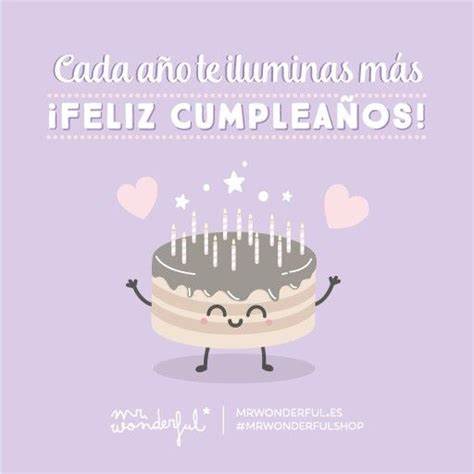 Cada año te iluminas más
¡FELIZ CUMPLEAÑOS!
mr. wonderful*
MRWONDERFUL.ES
#MRWONDERFULSHOP